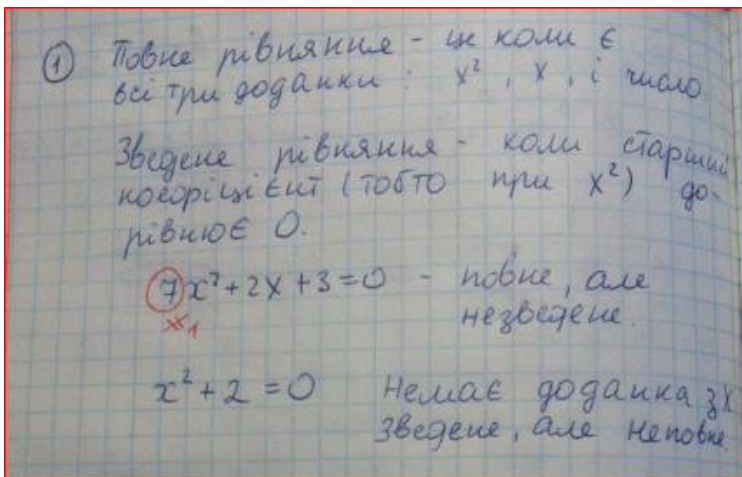 ① Повне рівняння - це коли є
всі три доданки: x², x, і число
Зведене рівняння - коли старший
коефіцієнт (тобто при x²) до-
рівнює 0.
7x²+2x+3=0 - повне, але
≠1 незведене.
x²+2=0 Немає доданка з x
Зведене, але неповне.